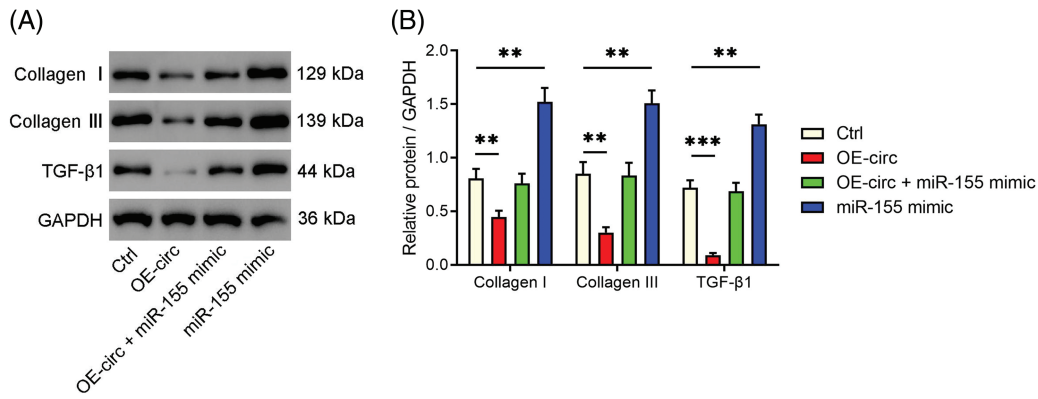 (A)
Collagen I 129 kDa
Collagen III 139 kDa
TGF-β1 44 kDa
GAPDH 36 kDa
Ctrl
OE-circ
OE-circ + miR-155 mimic
miR-155 mimic
(B)
Relative protein / GAPDH
2.0
1.5
1.0
0.5
0.0
** ** **
** ** ***
Collagen I Collagen III TGF-β1
Ctrl
OE-circ
OE-circ + miR-155 mimic
miR-155 mimic